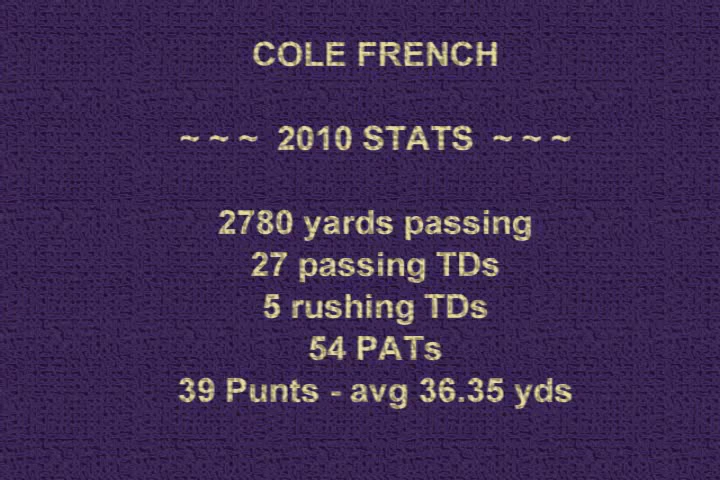 COLE FRENCH
~ ~ ~ 2010 STATS ~ ~ ~
2780 yards passing
27 passing TDs
5 rushing TDs
54 PATs
39 Punts - avg 36.35 yds